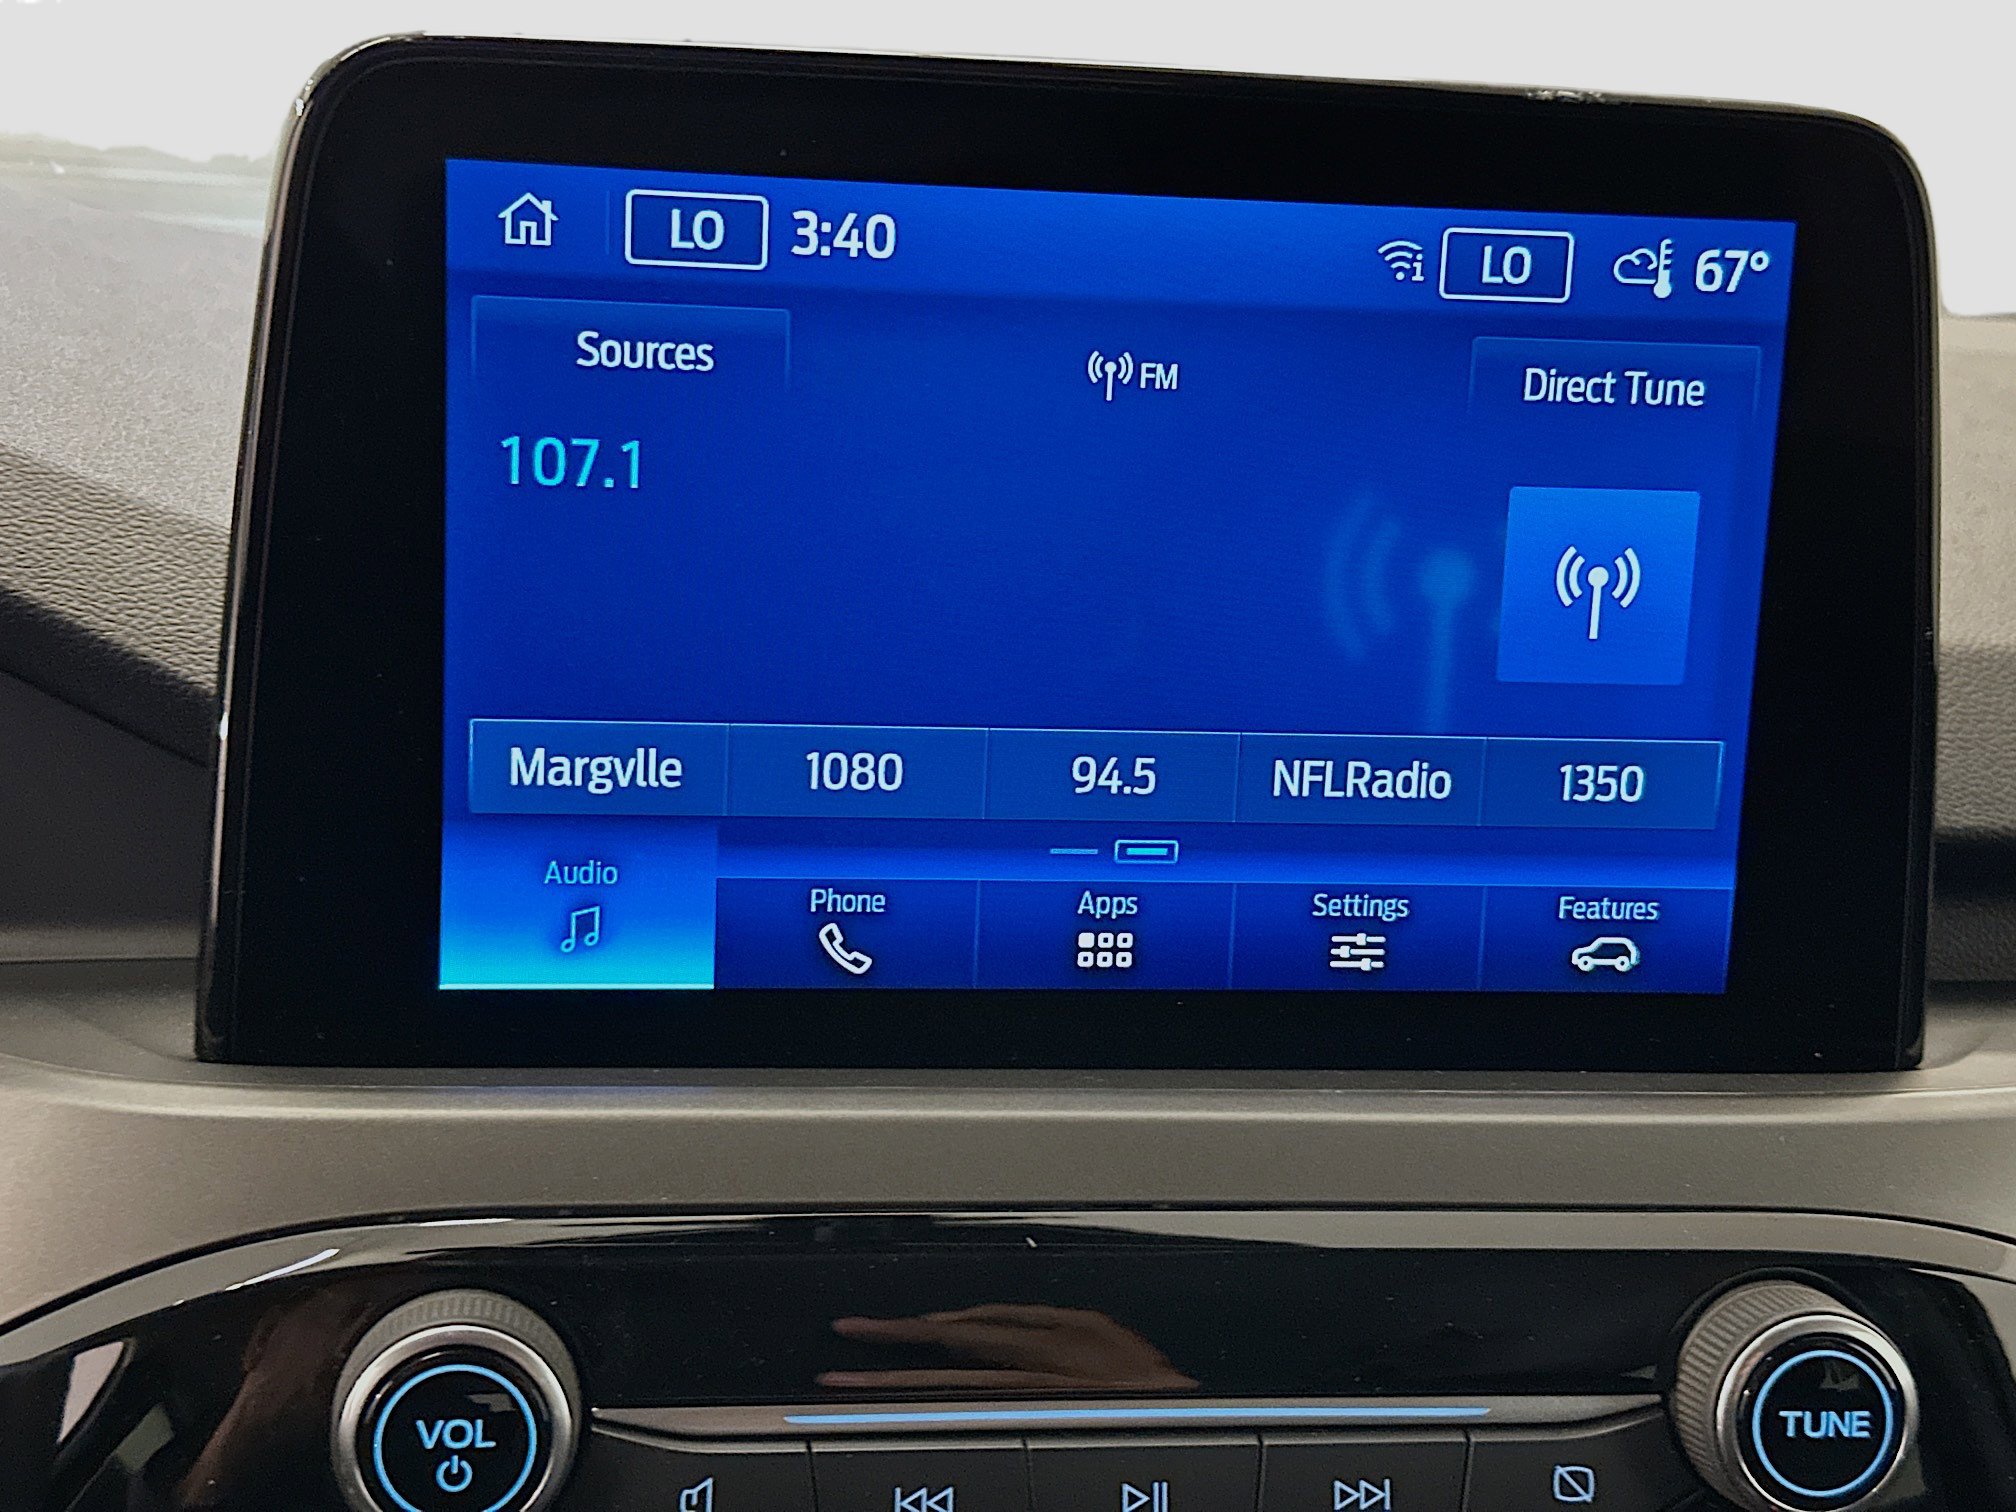 LO 3:40 LO 67°
Sources FM Direct Tune
107.1
Margvlle 1080 94.5 NFLRadio 1350
Audio Phone Apps Settings Features
VOL TUNE